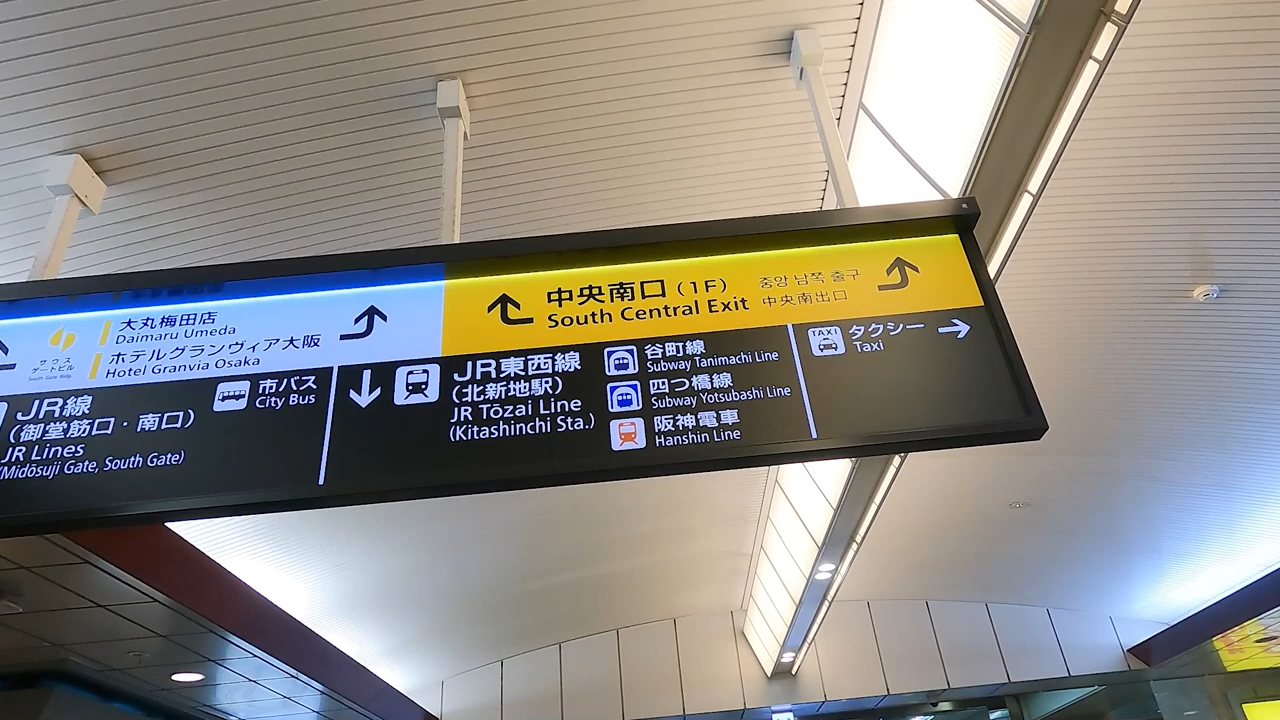 サウス
ゲートビル
South Gate Bldg.
大丸梅田店
Daimaru Umeda
ホテルグランヴィア大阪
Hotel Granvia Osaka
中央南口（1F）
South Central Exit
중앙 남쪽 출구
中央南出口
JR線
（御堂筋口・南口）
JR Lines
(Midōsuji Gate, South Gate)
市バス
City Bus
JR東西線
（北新地駅）
JR Tōzai Line
(Kitashinchi Sta.)
谷町線
Subway Tanimachi Line
四つ橋線
Subway Yotsubashi Line
阪神電車
Hanshin Line
TAXI
タクシー
Taxi